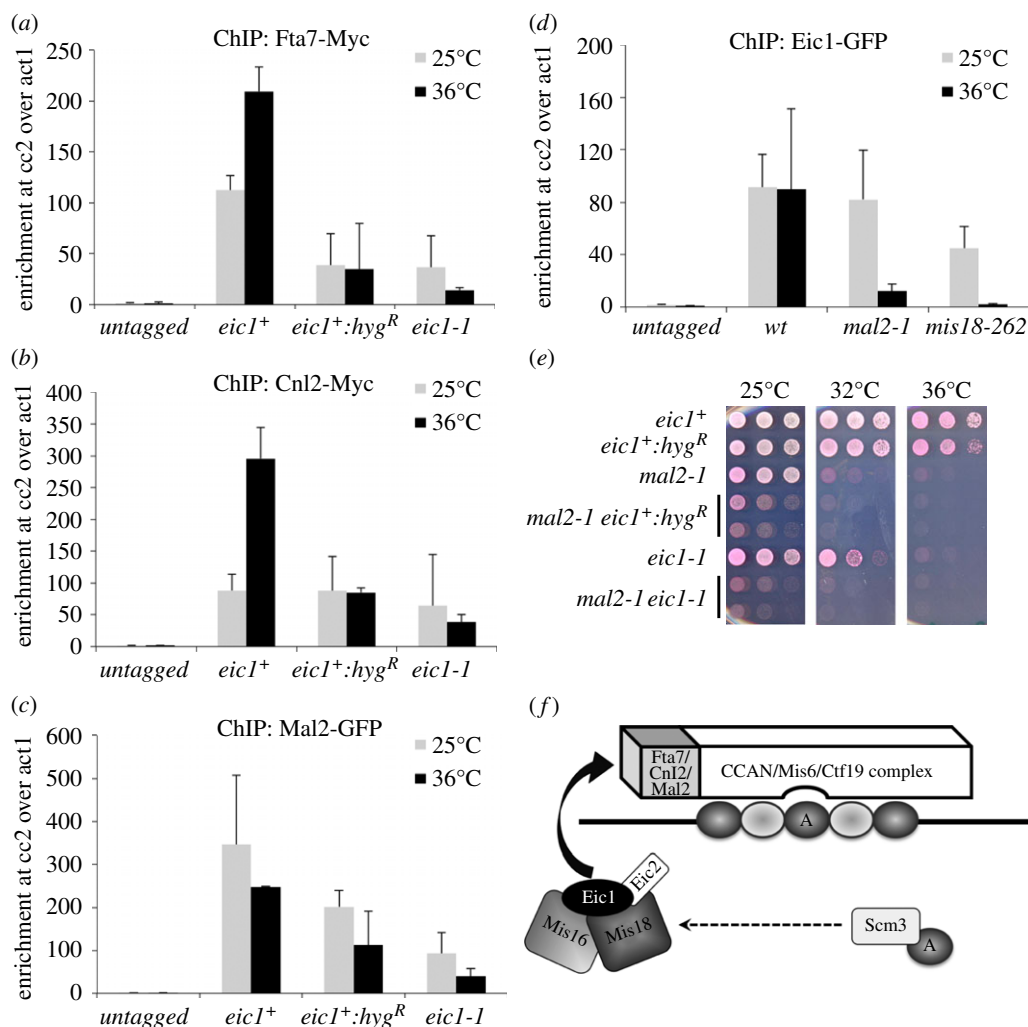 (a)
ChIP: Fta7-Myc
25°C
36°C
enrichment at cc2 over act1
250
200
150
100
50
0
untagged eic1+ eic1+:hygR eic1-1
(b)
ChIP: Cnl2-Myc
25°C
36°C
enrichment at cc2 over act1
400
350
300
250
200
150
100
50
0
untagged eic1+ eic1+:hygR eic1-1
(c)
ChIP: Mal2-GFP
25°C
36°C
enrichment at cc2 over act1
600
500
400
300
200
100
0
untagged eic1+ eic1+:hygR eic1-1
(d)
ChIP: Eic1-GFP
25°C
36°C
enrichment at cc2 over act1
200
160
120
80
40
0
untagged wt mal2-1 mis18-262
(e)
25°C 32°C 36°C
eic1+
eic1+:hygR
mal2-1
mal2-1 eic1+:hygR
eic1-1
mal2-1 eic1-1
(f)
Fta7/
CnI2/
Mal2
CCAN/Mis6/Ctf19 complex
A
Eic1
Eic2
Mis16
Mis18
Scm3
A